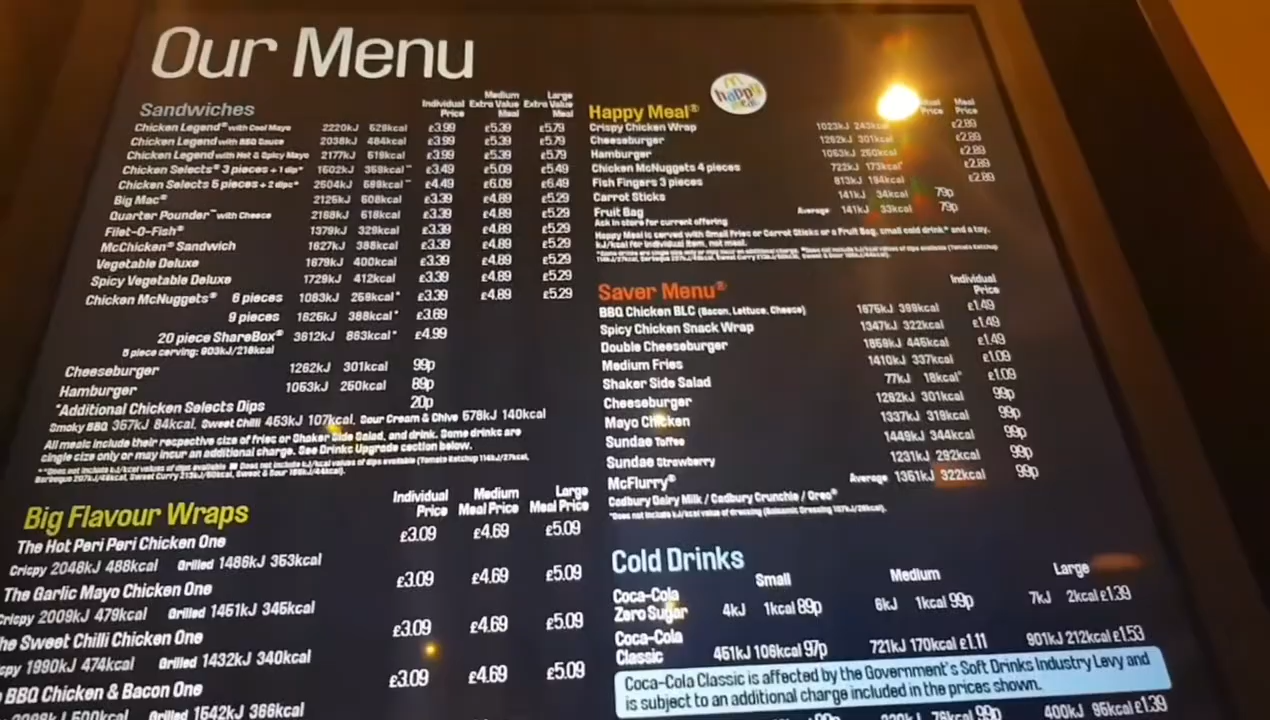 Our Menu
Sandwiches Individual Price Medium Extra Value Meal Large Extra Value Meal
Chicken Legend® with Cool Mayo 2220kJ 529kcal £3.99 £5.39 £5.79
Chicken Legend with BBQ Sauce 2038kJ 484kcal £3.99 £5.39 £5.79
Chicken Legend with Hot & Spicy Mayo 2177kJ 519kcal £3.99 £5.39 £5.79
Chicken Selects® 3 pieces + 1 dip* 1502kJ 359kcal £3.49 £5.09 £5.49
Chicken Selects 5 pieces + 2 dips* 2504kJ 599kcal £4.49 £6.09 £6.49
Big Mac® 2125kJ 508kcal £3.39 £4.89 £5.29
Quarter Pounder™ with Cheese 2168kJ 518kcal £3.39 £4.89 £5.29
Filet-O-Fish® 1379kJ 329kcal £3.39 £4.89 £5.29
McChicken® Sandwich 1627kJ 388kcal £3.39 £4.89 £5.29
Vegetable Deluxe 1679kJ 400kcal £3.39 £4.89 £5.29
Spicy Vegetable Deluxe 1729kJ 412kcal £3.39 £4.89 £5.29
Chicken McNuggets® 6 pieces 1083kJ 259kcal* £3.39 £4.89 £5.29
9 pieces 1625kJ 388kcal* £3.69
20 piece ShareBox® 3612kJ 863kcal* £4.99
5 piece serving: 903kJ/216kcal
Cheeseburger 1262kJ 301kcal 99p
Hamburger 1053kJ 250kcal 89p
*Additional Chicken Selects Dips 20p
Smoky BBQ 357kJ 84kcal, Sweet Chilli 453kJ 107kcal, Sour Cream & Chive 578kJ 140kcal
All meals include their respective size of fries or Shaker Side Salad, and drink. Some drinks are
single size only or may incur an additional charge. See Drinks Upgrade section below.
Big Flavour Wraps Individual Price Medium Meal Price Large Meal Price
The Hot Peri Peri Chicken One £3.09 £4.69 £5.09
Crispy 2048kJ 488kcal Grilled 1486kJ 353kcal
The Garlic Mayo Chicken One £3.09 £4.69 £5.09
Crispy 2009kJ 479kcal Grilled 1451kJ 345kcal
he Sweet Chilli Chicken One £3.09 £4.69 £5.09
spy 1990kJ 474kcal Grilled 1432kJ 340kcal
BBQ Chicken & Bacon One £3.09 £4.69 £5.09
500kcal Grilled 1542kJ 366kcal
happy
Happy Meal® Price Meal Price
Crispy Chicken Wrap 1023kJ 243kcal £2.89
Cheeseburger 1262kJ 301kcal £2.89
Hamburger 1053kJ 250kcal £2.89
Chicken McNuggets 4 pieces 722kJ 173kcal* £2.89
Fish Fingers 3 pieces 813kJ 194kcal £2.89
Carrot Sticks 141kJ 34kcal 79p
Fruit Bag Average 141kJ 33kcal 79p
Ask in store for current offering
Happy Meal is served with Small Fries or Carrot Sticks or a Fruit Bag, small cold drink* and a toy.
kJ/kcal for individual item, not meal.
Saver Menu® Individual Price
BBQ Chicken BLC (Bacon, Lettuce, Cheese) 1675kJ 399kcal £1.49
Spicy Chicken Snack Wrap 1347kJ 322kcal £1.49
Double Cheeseburger 1859kJ 445kcal £1.49
Medium Fries 1410kJ 337kcal £1.09
Shaker Side Salad 77kJ 18kcal* £1.09
Cheeseburger 1262kJ 301kcal 99p
Mayo Chicken 1337kJ 319kcal 99p
Sundae Toffee 1449kJ 344kcal 99p
Sundae Strawberry 1231kJ 292kcal 99p
McFlurry® Average 1361kJ 322kcal 99p
Cadbury Dairy Milk / Cadbury Crunchie / Oreo®
Cold Drinks Small Medium Large
Coca-Cola Zero Sugar 4kJ 1kcal 89p 6kJ 1kcal 99p 7kJ 2kcal £1.39
Coca-Cola Classic 451kJ 106kcal 97p 721kJ 170kcal £1.11 901kJ 212kcal £1.53
Coca-Cola Classic is affected by the Government's Soft Drinks Industry Levy and
is subject to an additional charge included in the prices shown.
99p 400kJ 95kcal £1.39